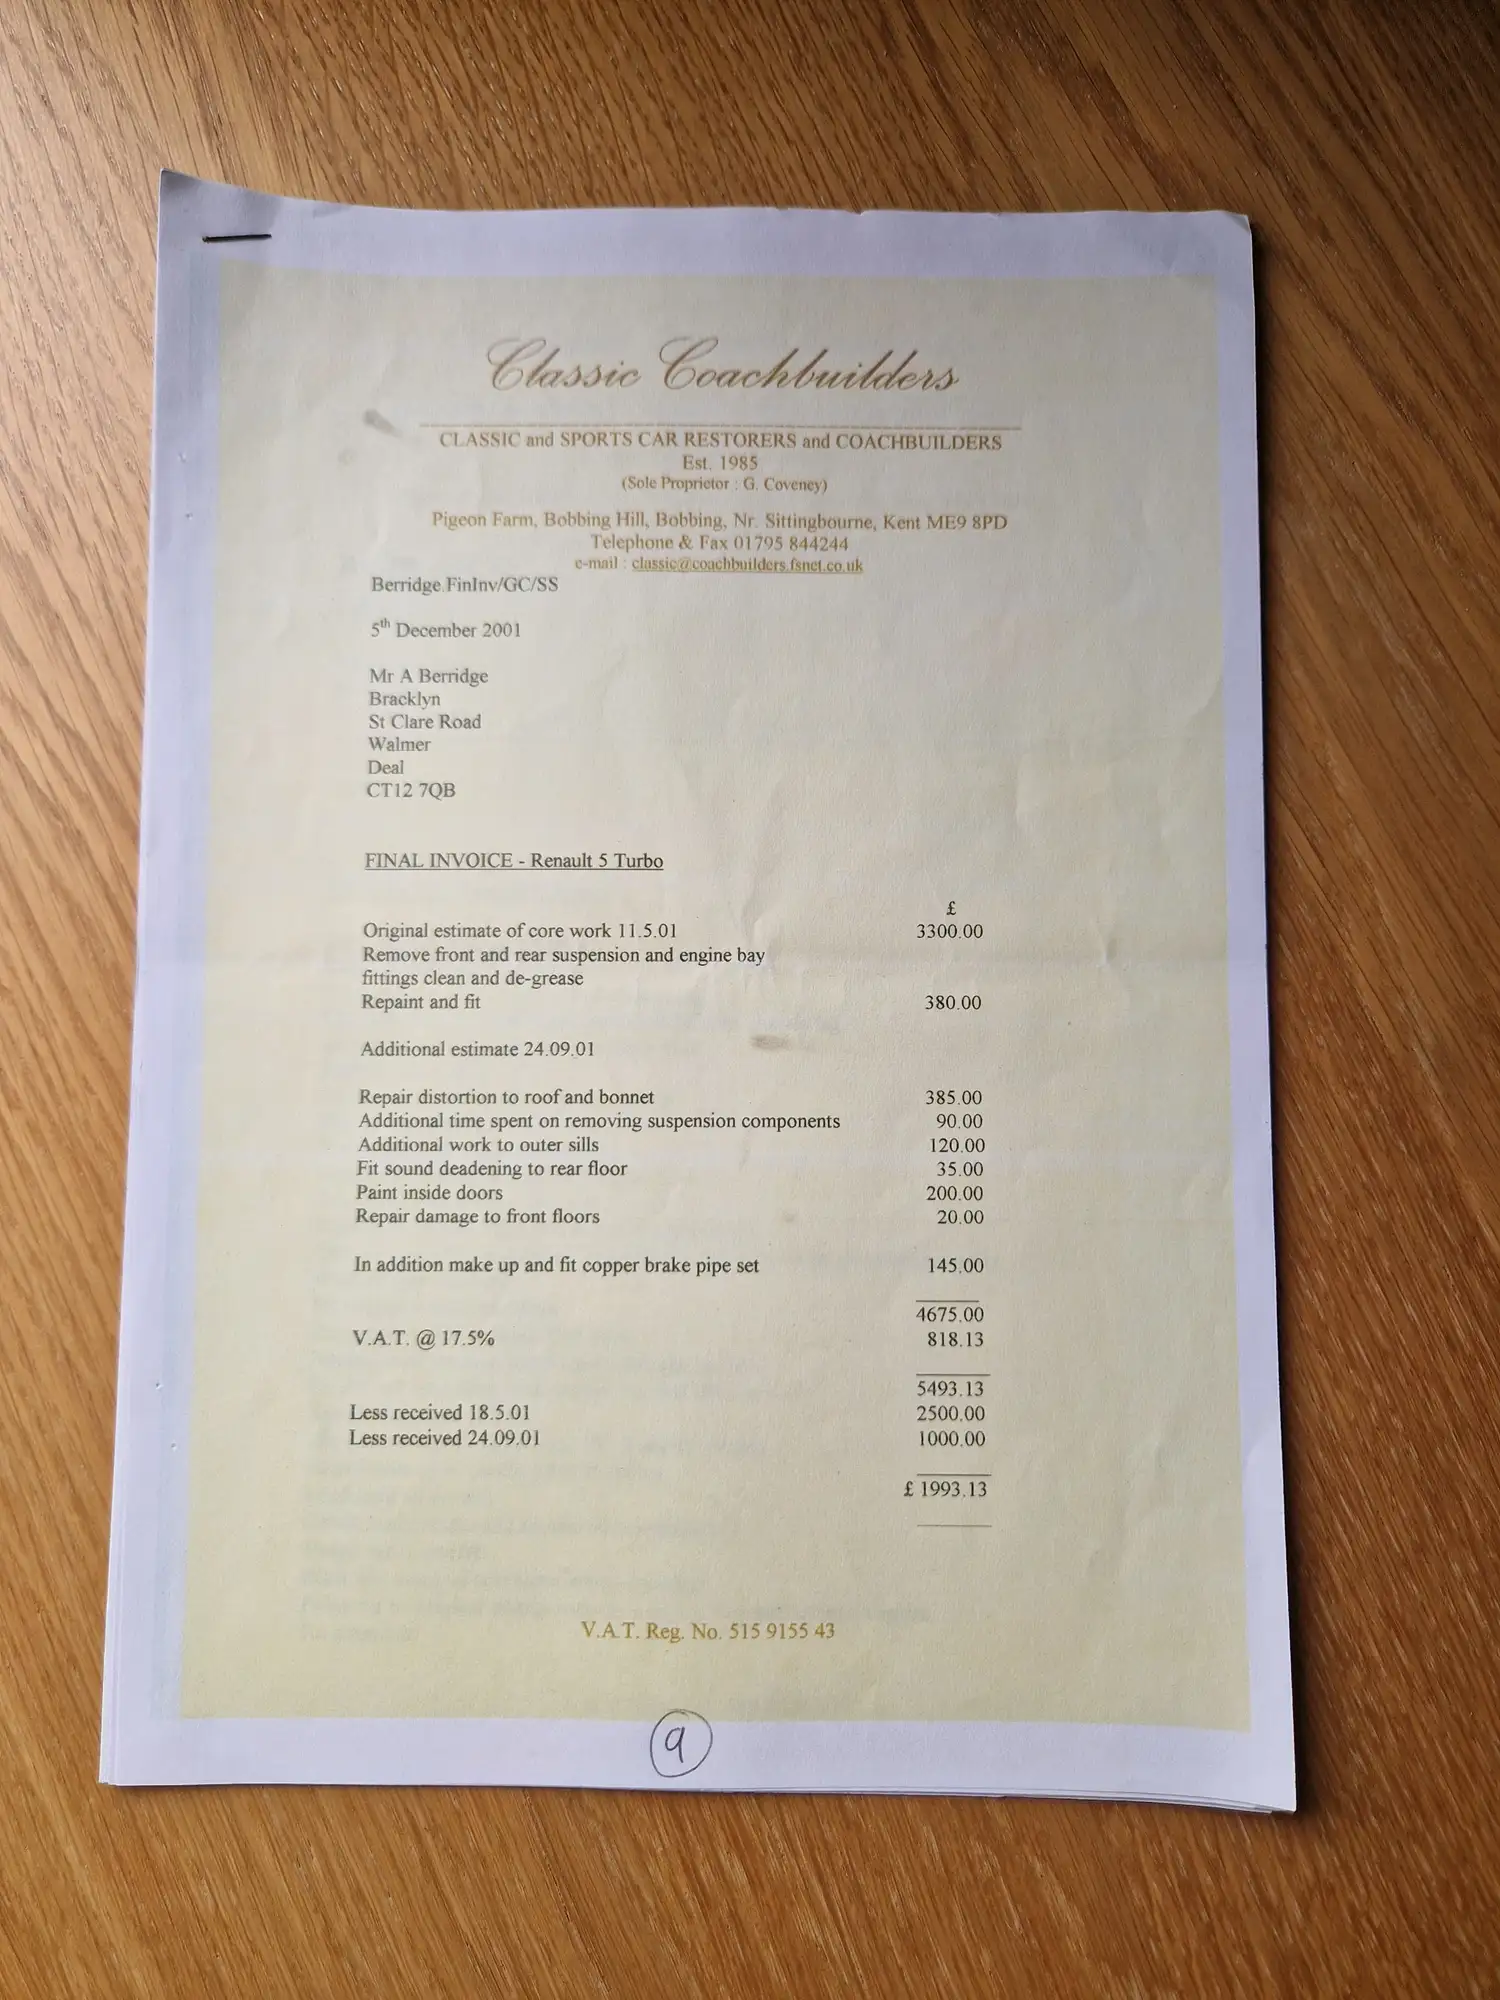 Classic Coachbuilders
CLASSIC and SPORTS CAR RESTORERS and COACHBUILDERS
Est. 1985
(Sole Proprietor : G. Coveney)
Pigeon Farm, Bobbing Hill, Bobbing, Nr. Sittingbourne, Kent ME9 8PD
Telephone & Fax 01795 844244
e-mail : classic@coachbuilders.fsnet.co.uk
Berridge.FinInv/GC/SS
5th December 2001
Mr A Berridge
Bracklyn
St Clare Road
Walmer
Deal
CT12 7QB
FINAL INVOICE - Renault 5 Turbo
£
Original estimate of core work 11.5.01 3300.00
Remove front and rear suspension and engine bay
fittings clean and de-grease
Repaint and fit 380.00
Additional estimate 24.09.01
Repair distortion to roof and bonnet 385.00
Additional time spent on removing suspension components 90.00
Additional work to outer sills 120.00
Fit sound deadening to rear floor 35.00
Paint inside doors 200.00
Repair damage to front floors 20.00
In addition make up and fit copper brake pipe set 145.00
4675.00
V.A.T. @ 17.5% 818.13
5493.13
Less received 18.5.01 2500.00
Less received 24.09.01 1000.00
£ 1993.13
V.A.T. Reg. No. 515 9155 43
9